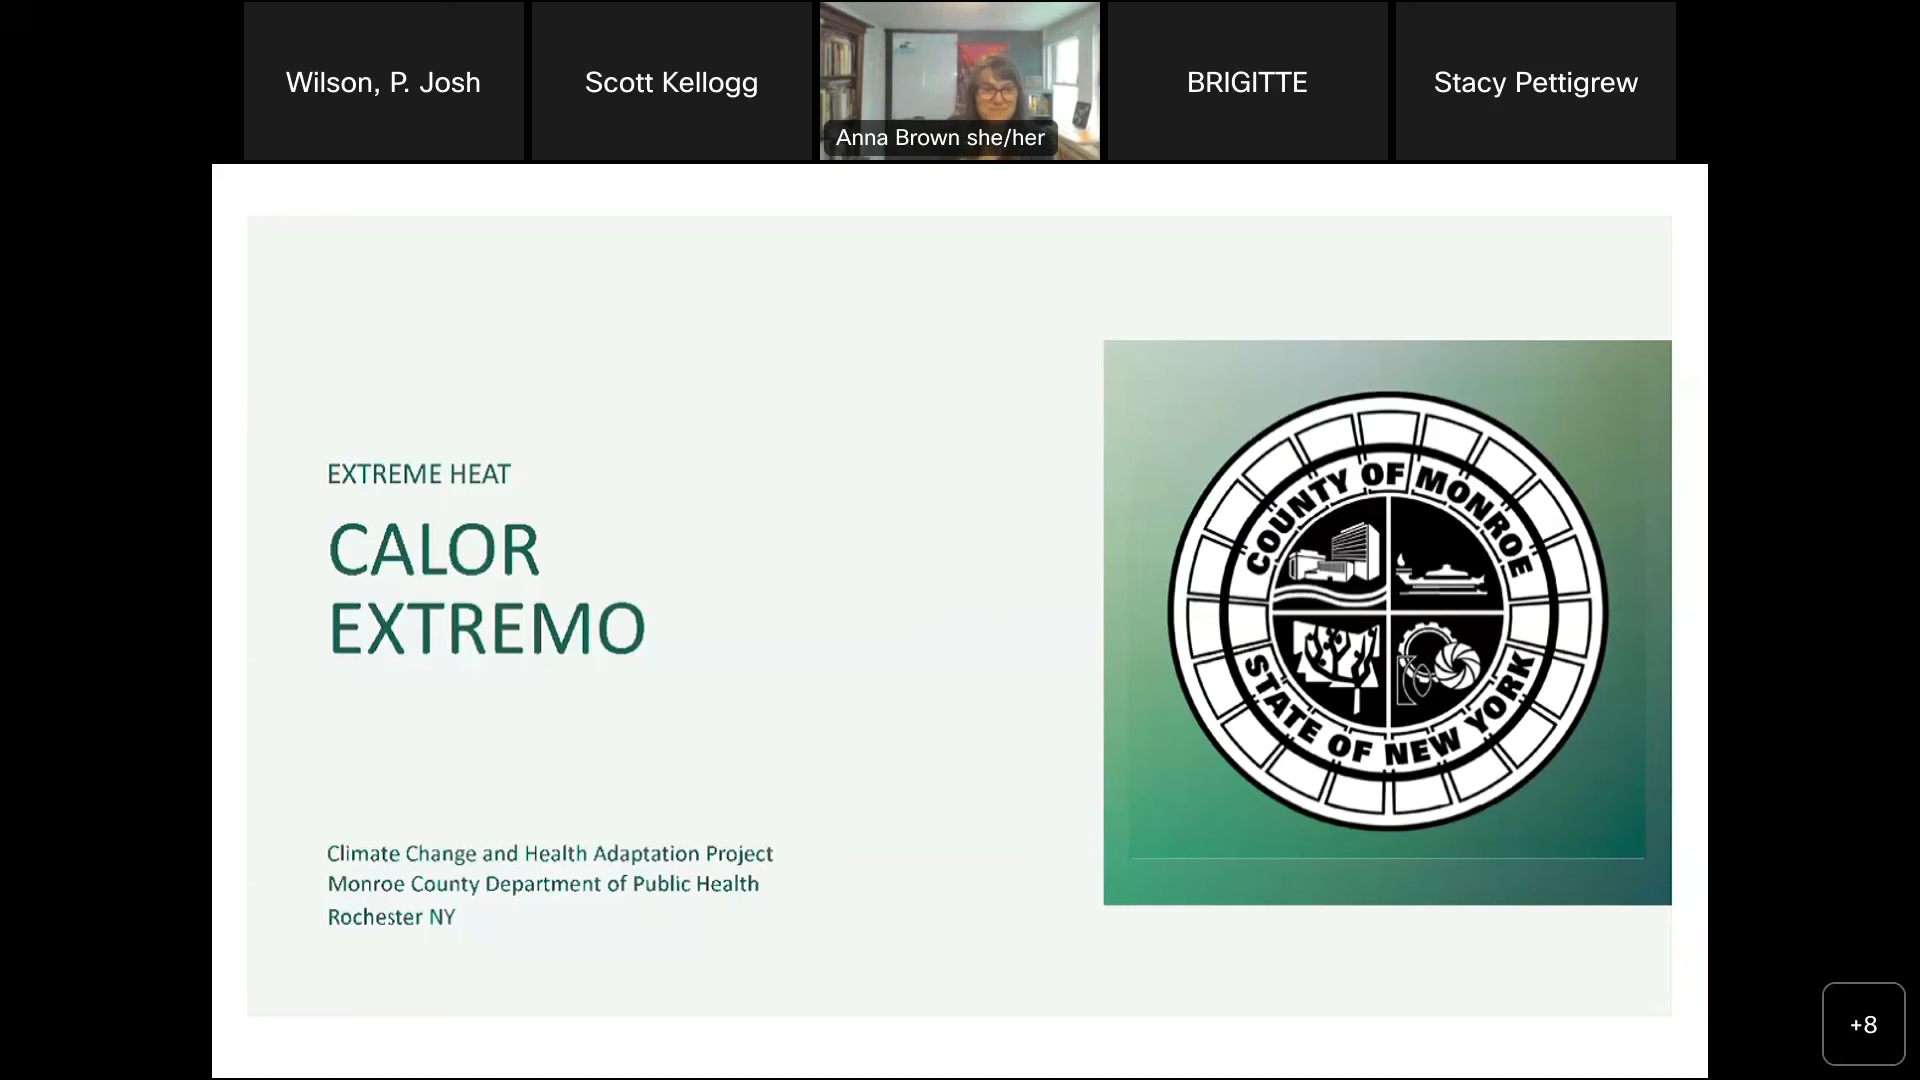 Wilson, P. Josh
Scott Kellogg
Anna Brown she/her
BRIGITTE
Stacy Pettigrew
EXTREME HEAT
CALOR
EXTREMO
Climate Change and Health Adaptation Project
Monroe County Department of Public Health
Rochester NY
COUNTY OF MONROE
STATE OF NEW YORK
+8